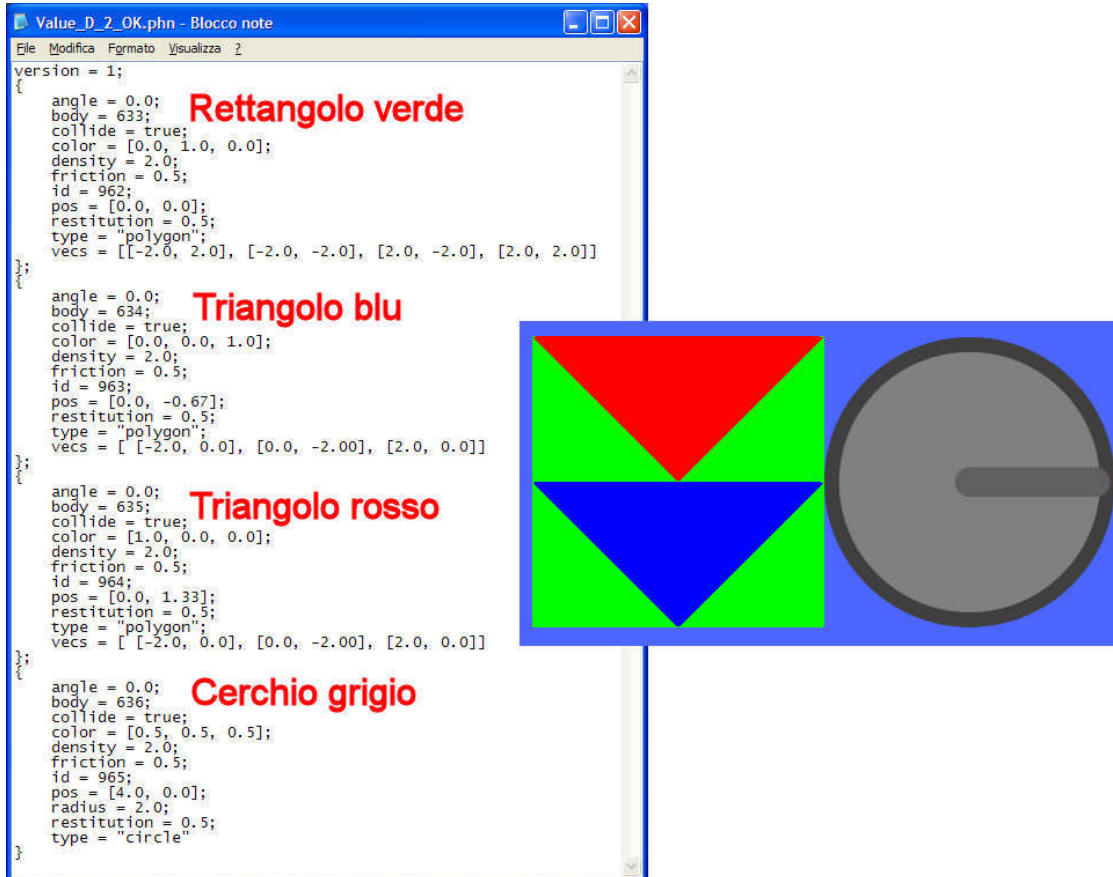 Value_D_2_OK.phn - Blocco note
File Modifica Formato Visualizza ?
version = 1;
{
angle = 0.0;
body = 633;
Rettangolo verde
collide = true;
color = [0.0, 1.0, 0.0];
density = 2.0;
friction = 0.5;
id = 962;
pos = [0.0, 0.0];
restitution = 0.5;
type = "polygon";
vecs = [[-2.0, 2.0], [-2.0, -2.0], [2.0, -2.0], [2.0, 2.0]]
};
{
angle = 0.0;
body = 634;
Triangolo blu
collide = true;
color = [0.0, 0.0, 1.0];
density = 2.0;
friction = 0.5;
id = 963;
pos = [0.0, -0.67];
restitution = 0.5;
type = "polygon";
vecs = [ [-2.0, 0.0], [0.0, -2.00], [2.0, 0.0]]
};
{
angle = 0.0;
body = 635;
Triangolo rosso
collide = true;
color = [1.0, 0.0, 0.0];
density = 2.0;
friction = 0.5;
id = 964;
pos = [0.0, 1.33];
restitution = 0.5;
type = "polygon";
vecs = [ [-2.0, 0.0], [0.0, -2.00], [2.0, 0.0]]
};
{
angle = 0.0;
body = 636;
Cerchio grigio
collide = true;
color = [0.5, 0.5, 0.5];
density = 2.0;
friction = 0.5;
id = 965;
pos = [4.0, 0.0];
radius = 2.0;
restitution = 0.5;
type = "circle"
}